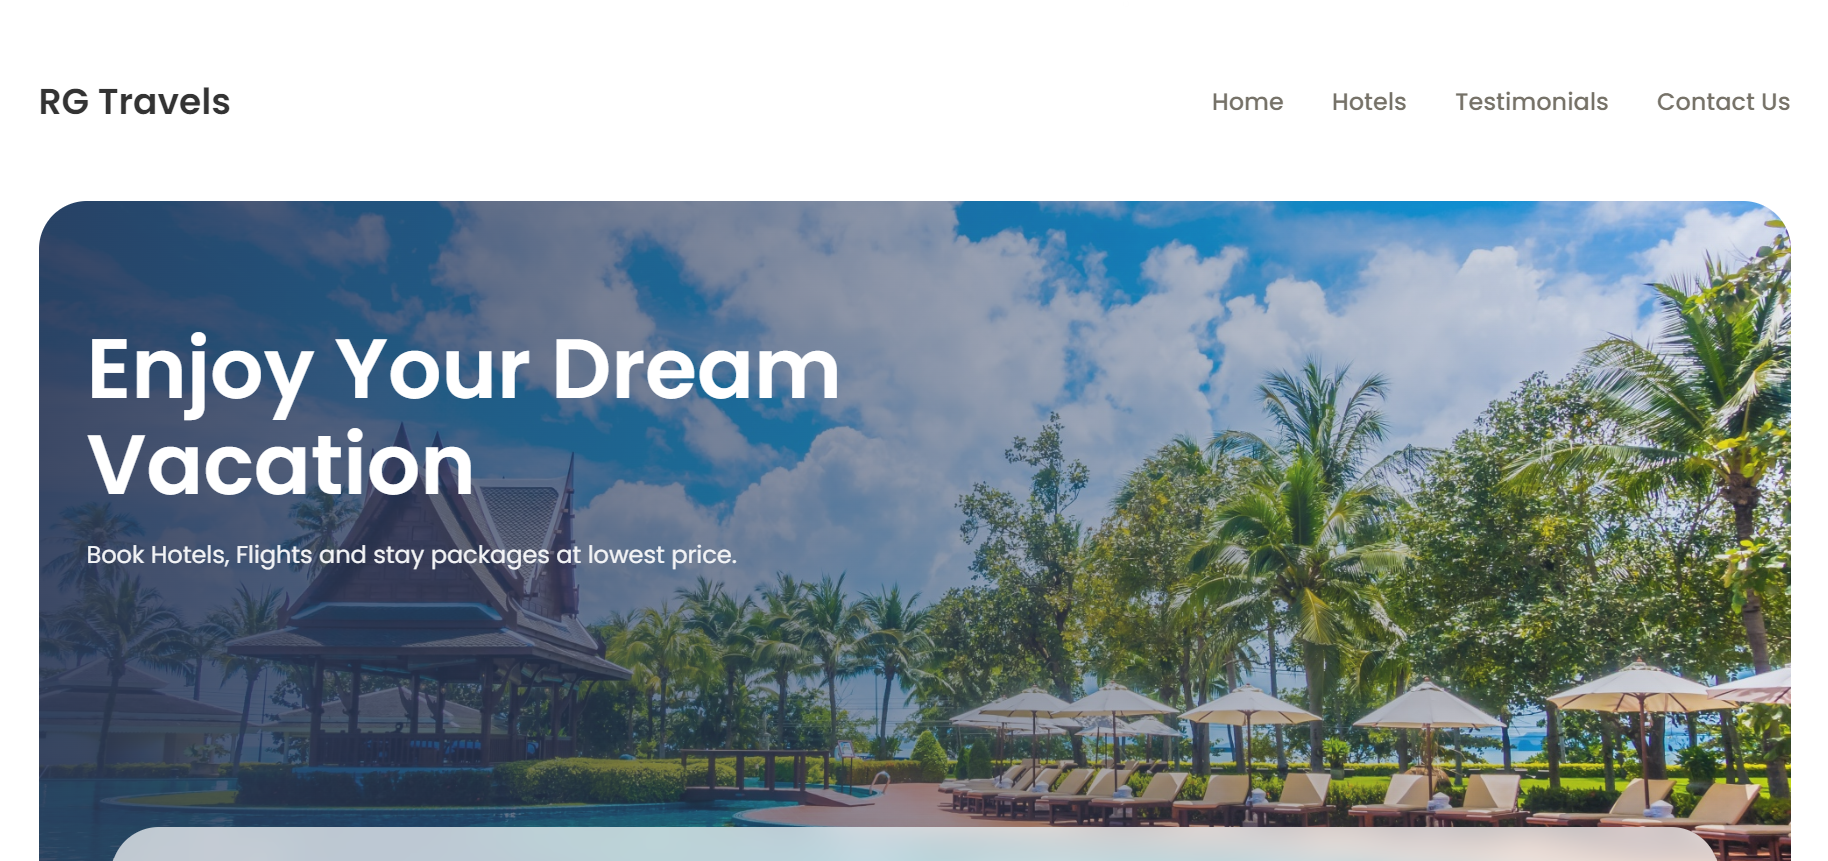 RG Travels
Home Hotels Testimonials Contact Us
Enjoy Your Dream
Vacation
Book Hotels, Flights and stay packages at lowest price.